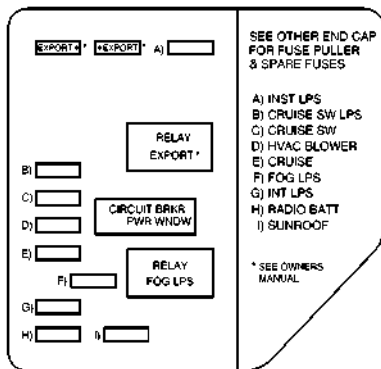 EXPORT* * *EXPORT * A)
RELAY
EXPORT *
B)
C)
CIRCUIT BRKR
PWR WNDW
D)
E)
RELAY
FOG LPS
F)
G)
H) I)
SEE OTHER END CAP
FOR FUSE PULLER
& SPARE FUSES
A) INST LPS
B) CRUISE SW LPS
C) CRUISE SW
D) HVAC BLOWER
E) CRUISE
F) FOG LPS
G) INT LPS
H) RADIO BATT
I) SUNROOF
* SEE OWNERS
MANUAL